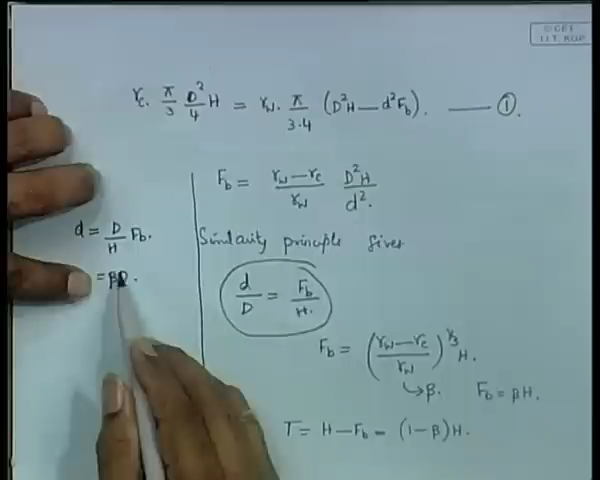 © CET
I.I.T. KGP
γc. π/3 D²/4 H = γw. π/3.4 (D²H — d²Fb). —— ①.
Fb = (γw — γc)/γw D²H/d².
d = D/H Fb.
= βD.
Similarity principle gives
d/D = Fb/H.
Fb = ((γw — γc)/γw)^1/3 H.
↳ β. Fb = βH.
T = H — Fb = (1 — β)H.